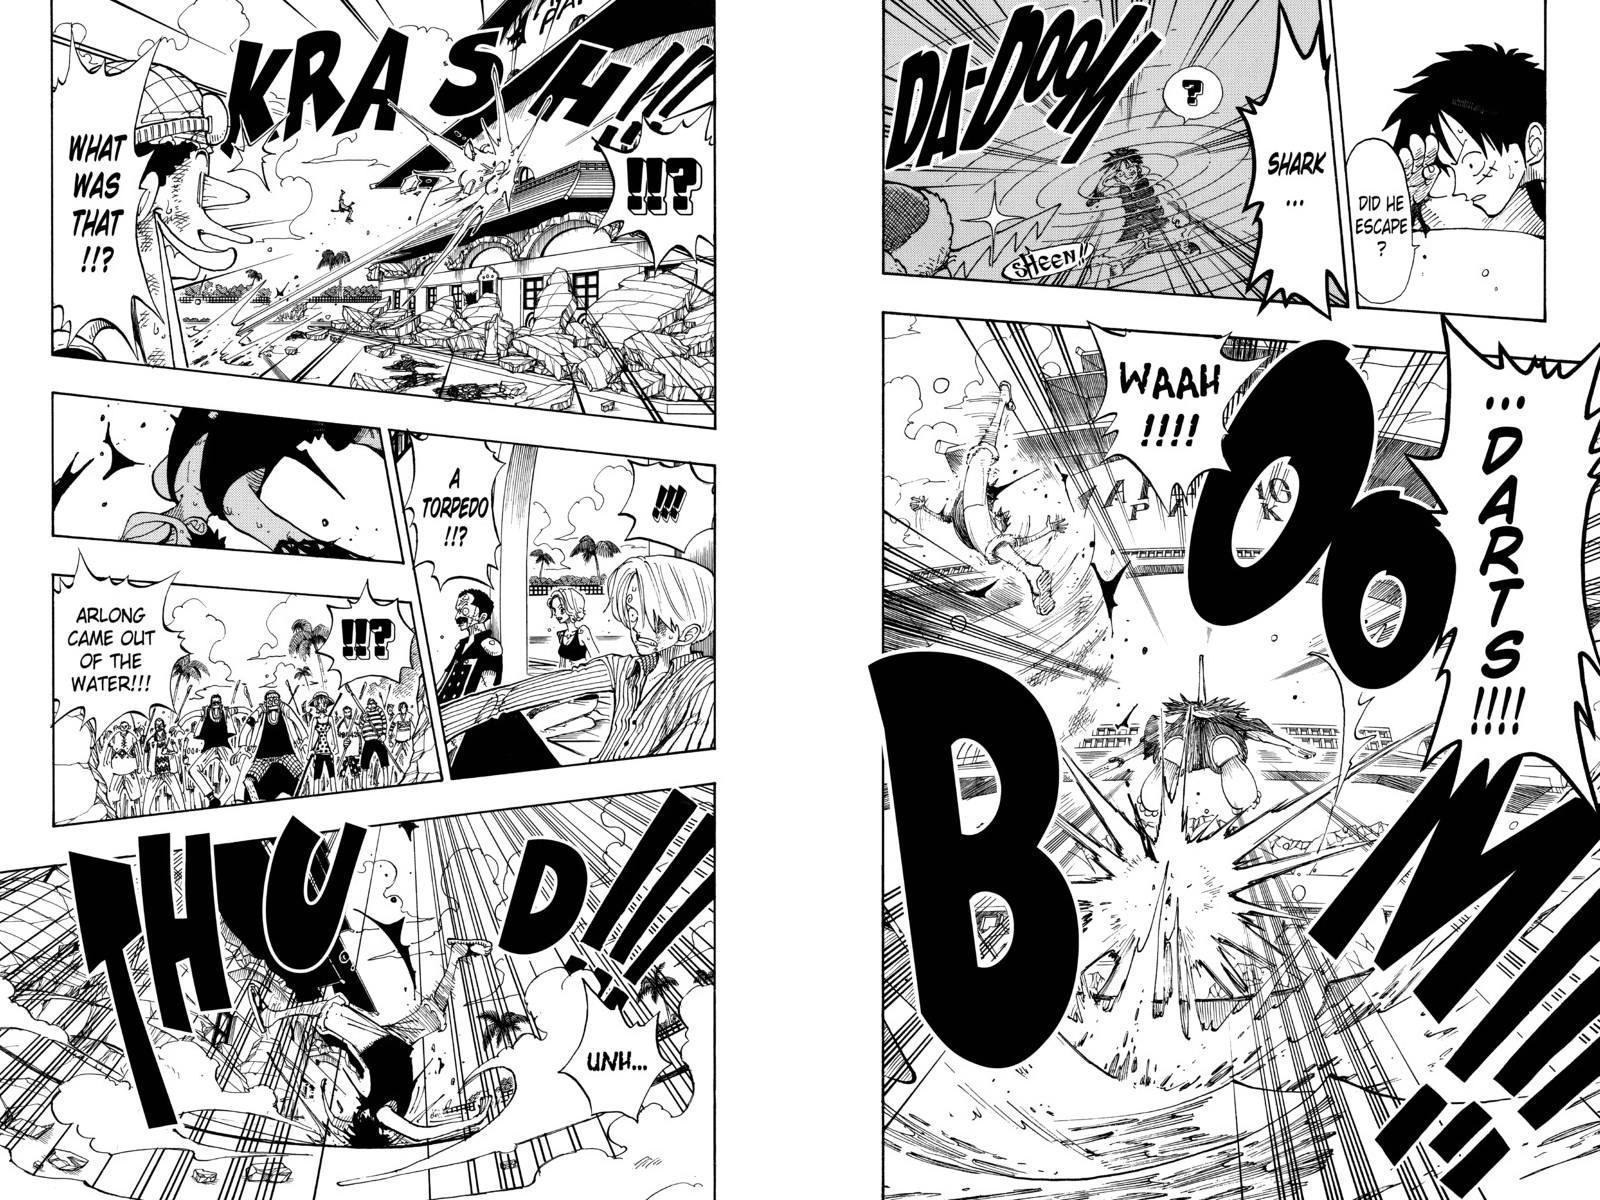 DID HE
ESCAPE
?
SHARK
...
?
DA-DOOM
SHEEN!!
...DARTS!!!!
WAAH
!!!!
BOOM!!!!
KRASH!!!
!!?
WHAT
WAS
THAT
!!?
!!!
A
TORPEDO
!!?
!!?
ARLONG
CAME OUT
OF THE
WATER!!!
THUD!!!!
UNH...